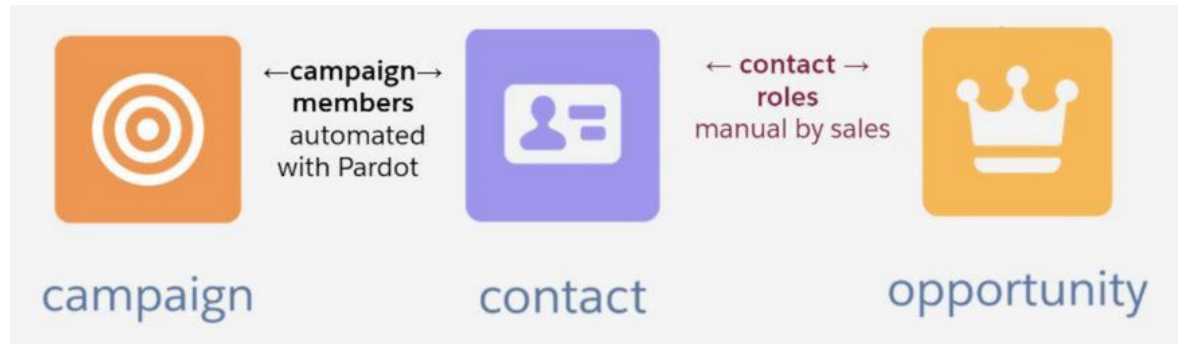 ←campaign→
members
automated
with Pardot
← contact →
roles
manual by sales
campaign
contact
opportunity